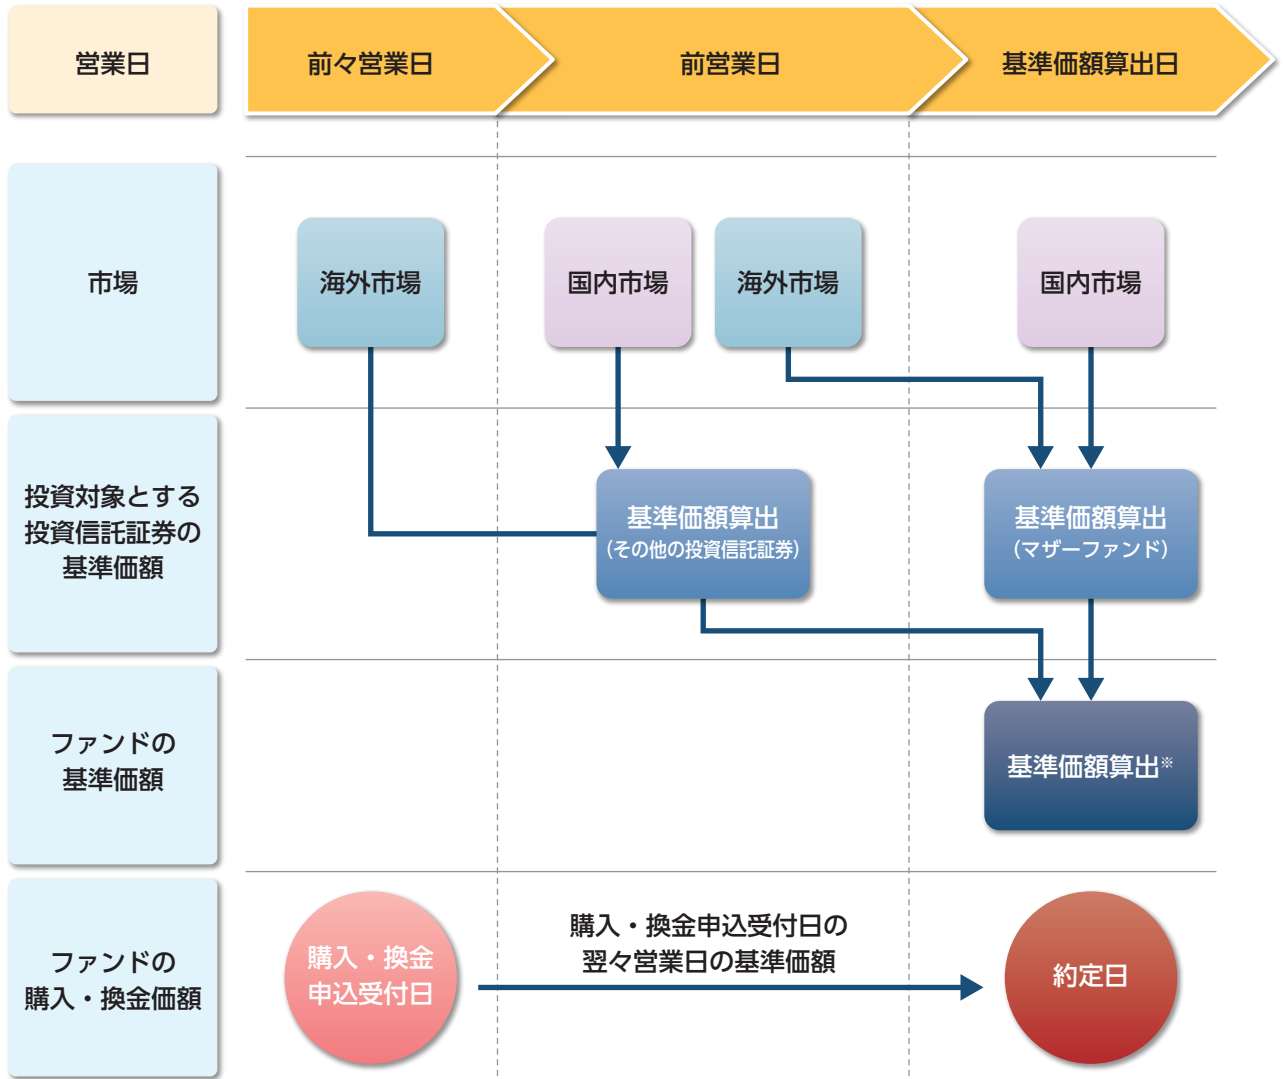 営業日
前々営業日
前営業日
基準価額算出日
市場
海外市場
国内市場
海外市場
国内市場
投資対象とする
投資信託証券の
基準価額
基準価額算出
(その他の投資信託証券)
基準価額算出
(マザーファンド)
ファンドの
基準価額
基準価額算出※
ファンドの
購入・換金価額
購入・換金
申込受付日
購入・換金申込受付日の
翌々営業日の基準価額
約定日